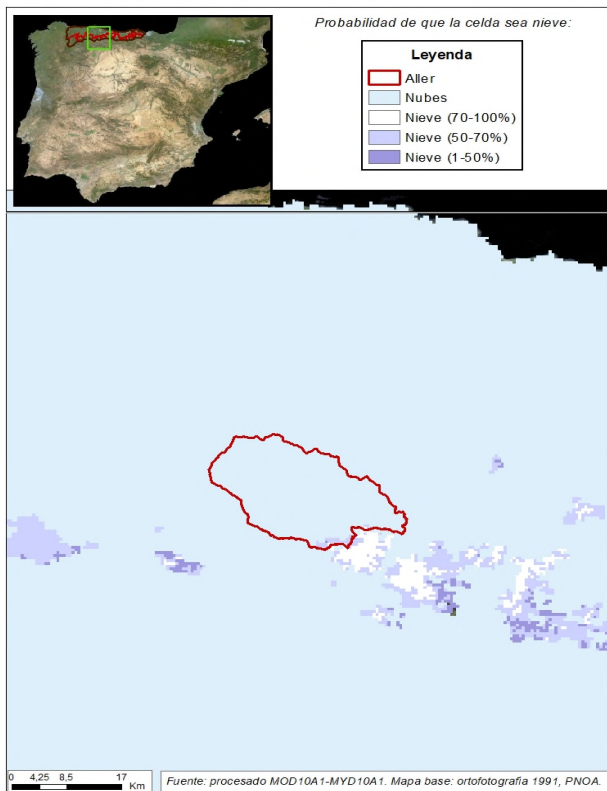 Probabilidad de que la celda sea nieve:
Leyenda
Aller
Nubes
Nieve (70-100%)
Nieve (50-70%)
Nieve (1-50%)
0 4,25 8,5 17
Km
Fuente: procesado MOD10A1-MYD10A1. Mapa base: ortofotografia 1991, PNOA.